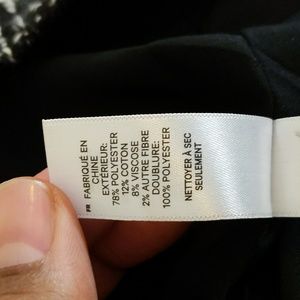 FR FABRIQUÉ EN
CHINE
EXTÉRIEUR:
78% POLYESTER
12% COTON
8% VISCOSE
2% AUTRE FIBRE
DOUBLURE:
100% POLYESTER
NETTOYER À SEC
SEULEMENT